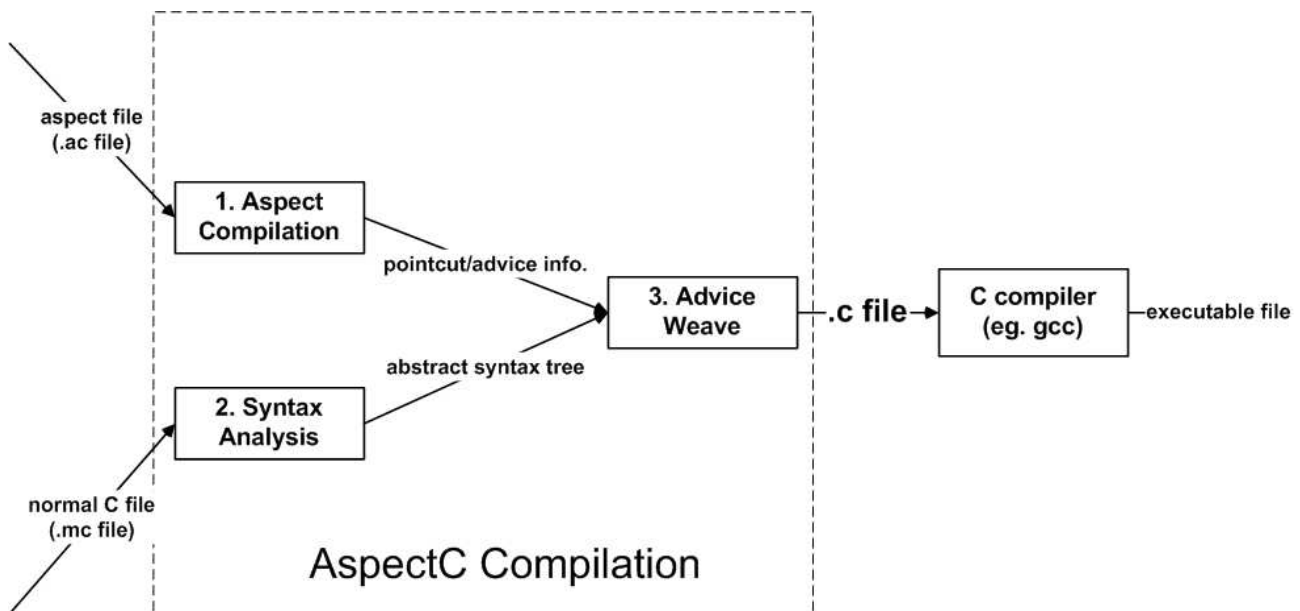 aspect file
(.ac file)
1. Aspect
Compilation
pointcut/advice info.
3. Advice
Weave
.c file
C compiler
(eg. gcc)
executable file
abstract syntax tree
2. Syntax
Analysis
normal C file
(.mc file)
AspectC Compilation